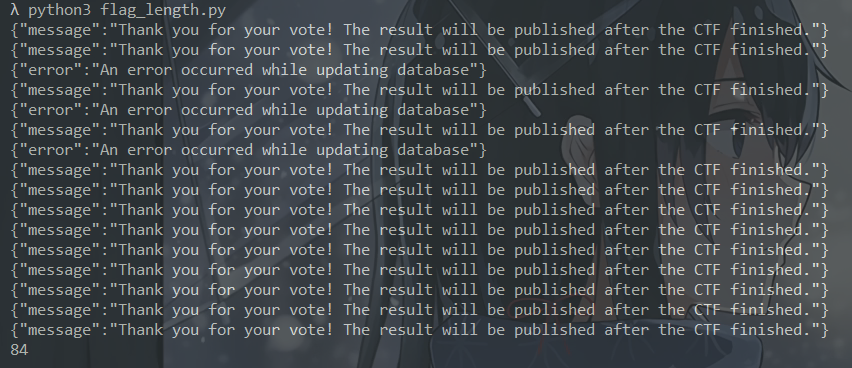 λ python3 flag_length.py
{"message":"Thank you for your vote! The result will be published after the CTF finished."}
{"message":"Thank you for your vote! The result will be published after the CTF finished."}
{"error":"An error occurred while updating database"}
{"message":"Thank you for your vote! The result will be published after the CTF finished."}
{"error":"An error occurred while updating database"}
{"message":"Thank you for your vote! The result will be published after the CTF finished."}
{"error":"An error occurred while updating database"}
{"message":"Thank you for your vote! The result will be published after the CTF finished."}
{"message":"Thank you for your vote! The result will be published after the CTF finished."}
{"message":"Thank you for your vote! The result will be published after the CTF finished."}
{"message":"Thank you for your vote! The result will be published after the CTF finished."}
{"message":"Thank you for your vote! The result will be published after the CTF finished."}
{"message":"Thank you for your vote! The result will be published after the CTF finished."}
{"message":"Thank you for your vote! The result will be published after the CTF finished."}
{"message":"Thank you for your vote! The result will be published after the CTF finished."}
{"message":"Thank you for your vote! The result will be published after the CTF finished."}
84